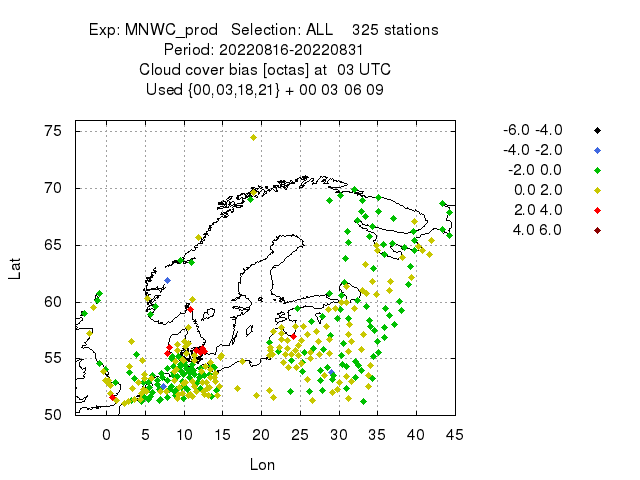 Exp: MNWC_prod   Selection: ALL    325 stations
Period: 20220816-20220831
Cloud cover bias [octas] at  03 UTC
Used {00,03,18,21} + 00 03 06 09
-6.0 -4.0
-4.0 -2.0
-2.0 0.0
0.0 2.0
2.0 4.0
4.0 6.0
75
70
65
60
55
50
Lat
0 5 10 15 20 25 30 35 40 45
Lon